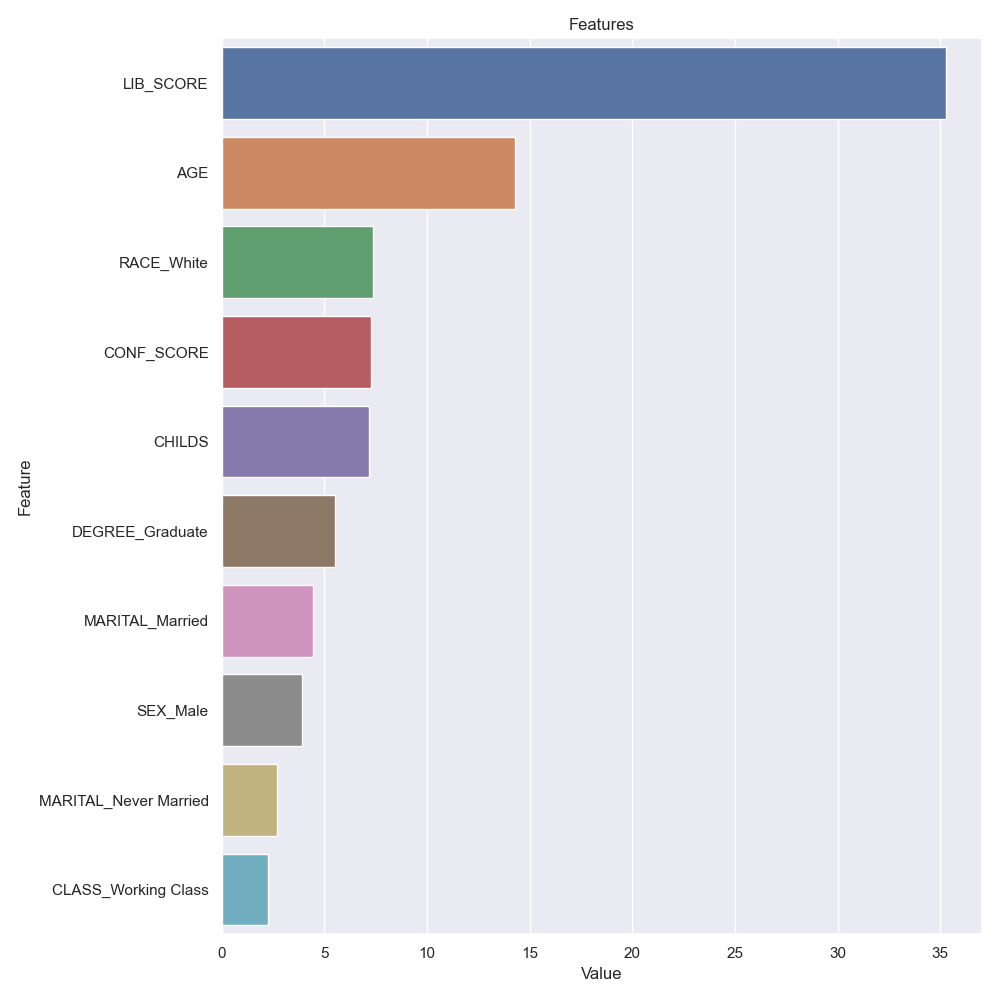 Features
LIB_SCORE
AGE
RACE_White
CONF_SCORE
CHILDS
DEGREE_Graduate
MARITAL_Married
SEX_Male
MARITAL_Never Married
CLASS_Working Class
Feature
0 5 10 15 20 25 30 35
Value